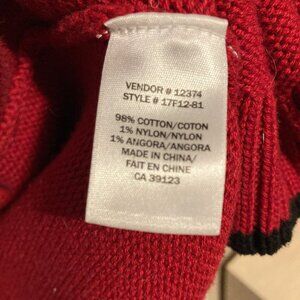 VENDOR # 12374
STYLE # 17F12-81
98% COTTON/COTON
1% NYLON/NYLON
1% ANGORA/ANGORA
MADE IN CHINA/
FAIT EN CHINE
CA 39123